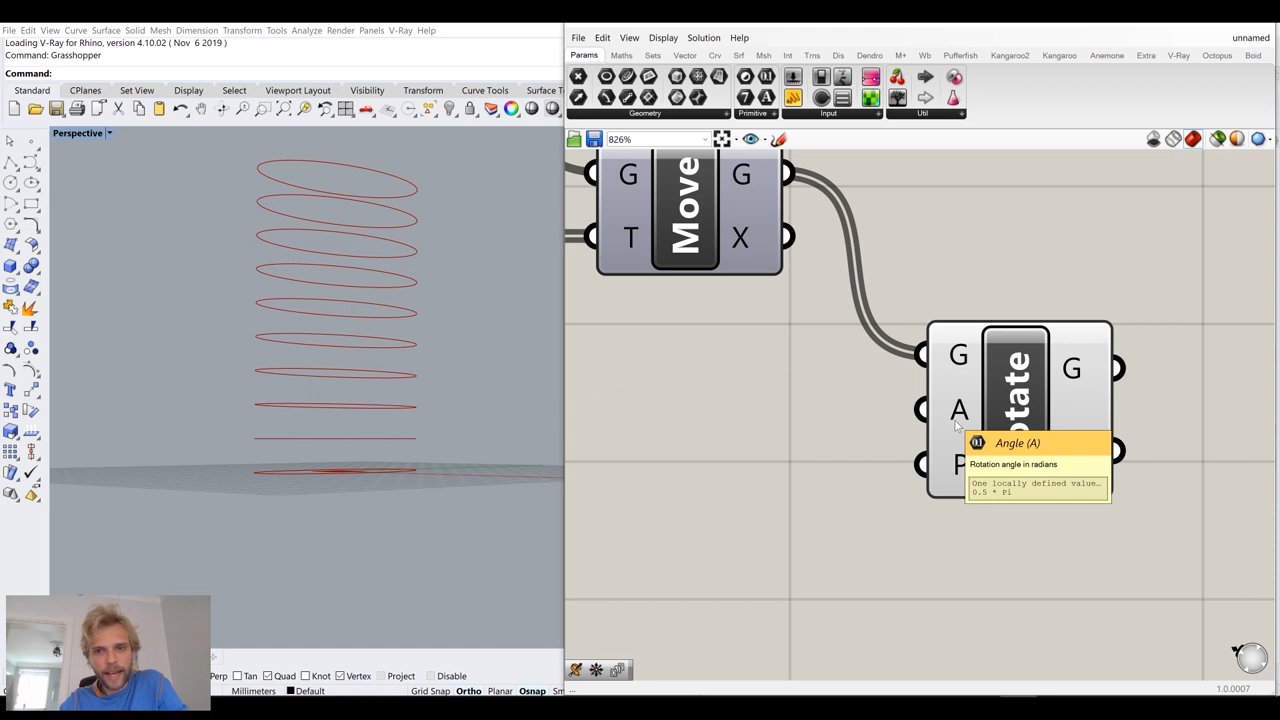 File Edit View Curve Surface Solid Mesh Dimension Transform Tools Analyze Render Panels V-Ray Help
Loading V-Ray for Rhino, version 4.10.02 ( Nov 6 2019 )
Command: Grasshopper
Command:
Standard CPlanes Set View Display Select Viewport Layout Visibility Transform Curve Tools Surface To
Perspective
File Edit View Display Solution Help
unnamed
Params Maths Sets Vector Crv Srf Msh Int Trns Dis Dendro M+ Wb Pufferfish Kangaroo2 Kangaroo Anemone Extra V-Ray Octopus Boid
Geometry Primitive Input Util
826%
G Move G
T X
G otate G
A
P
Angle (A)
Rotation angle in radians
One locally defined value…
0.5 * Pi
Perp Tan Quad Knot Vertex Project Disable
Millimeters Default Grid Snap Ortho Planar Osnap Sm
...
1.0.0007